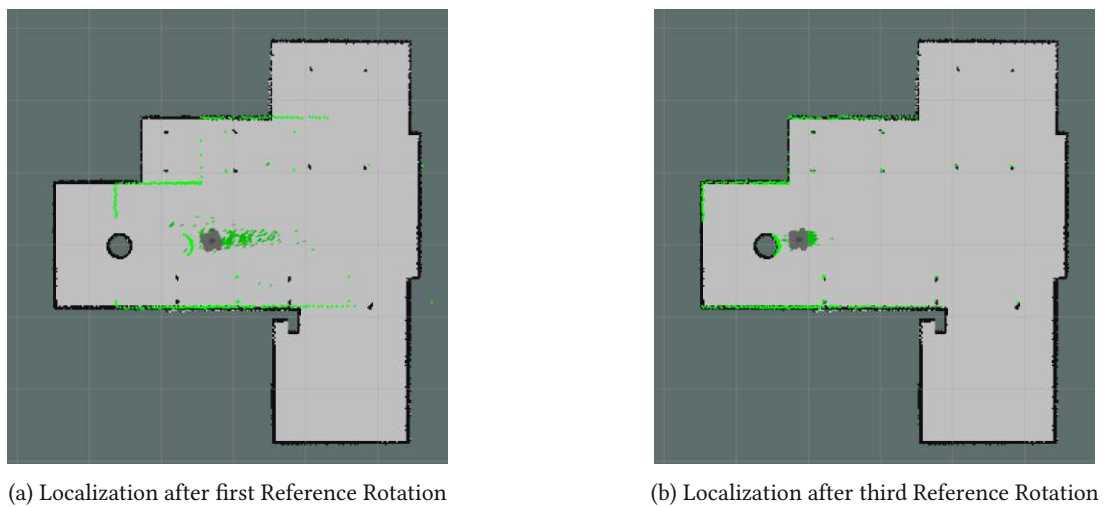 (a) Localization after first Reference Rotation
(b) Localization after third Reference Rotation